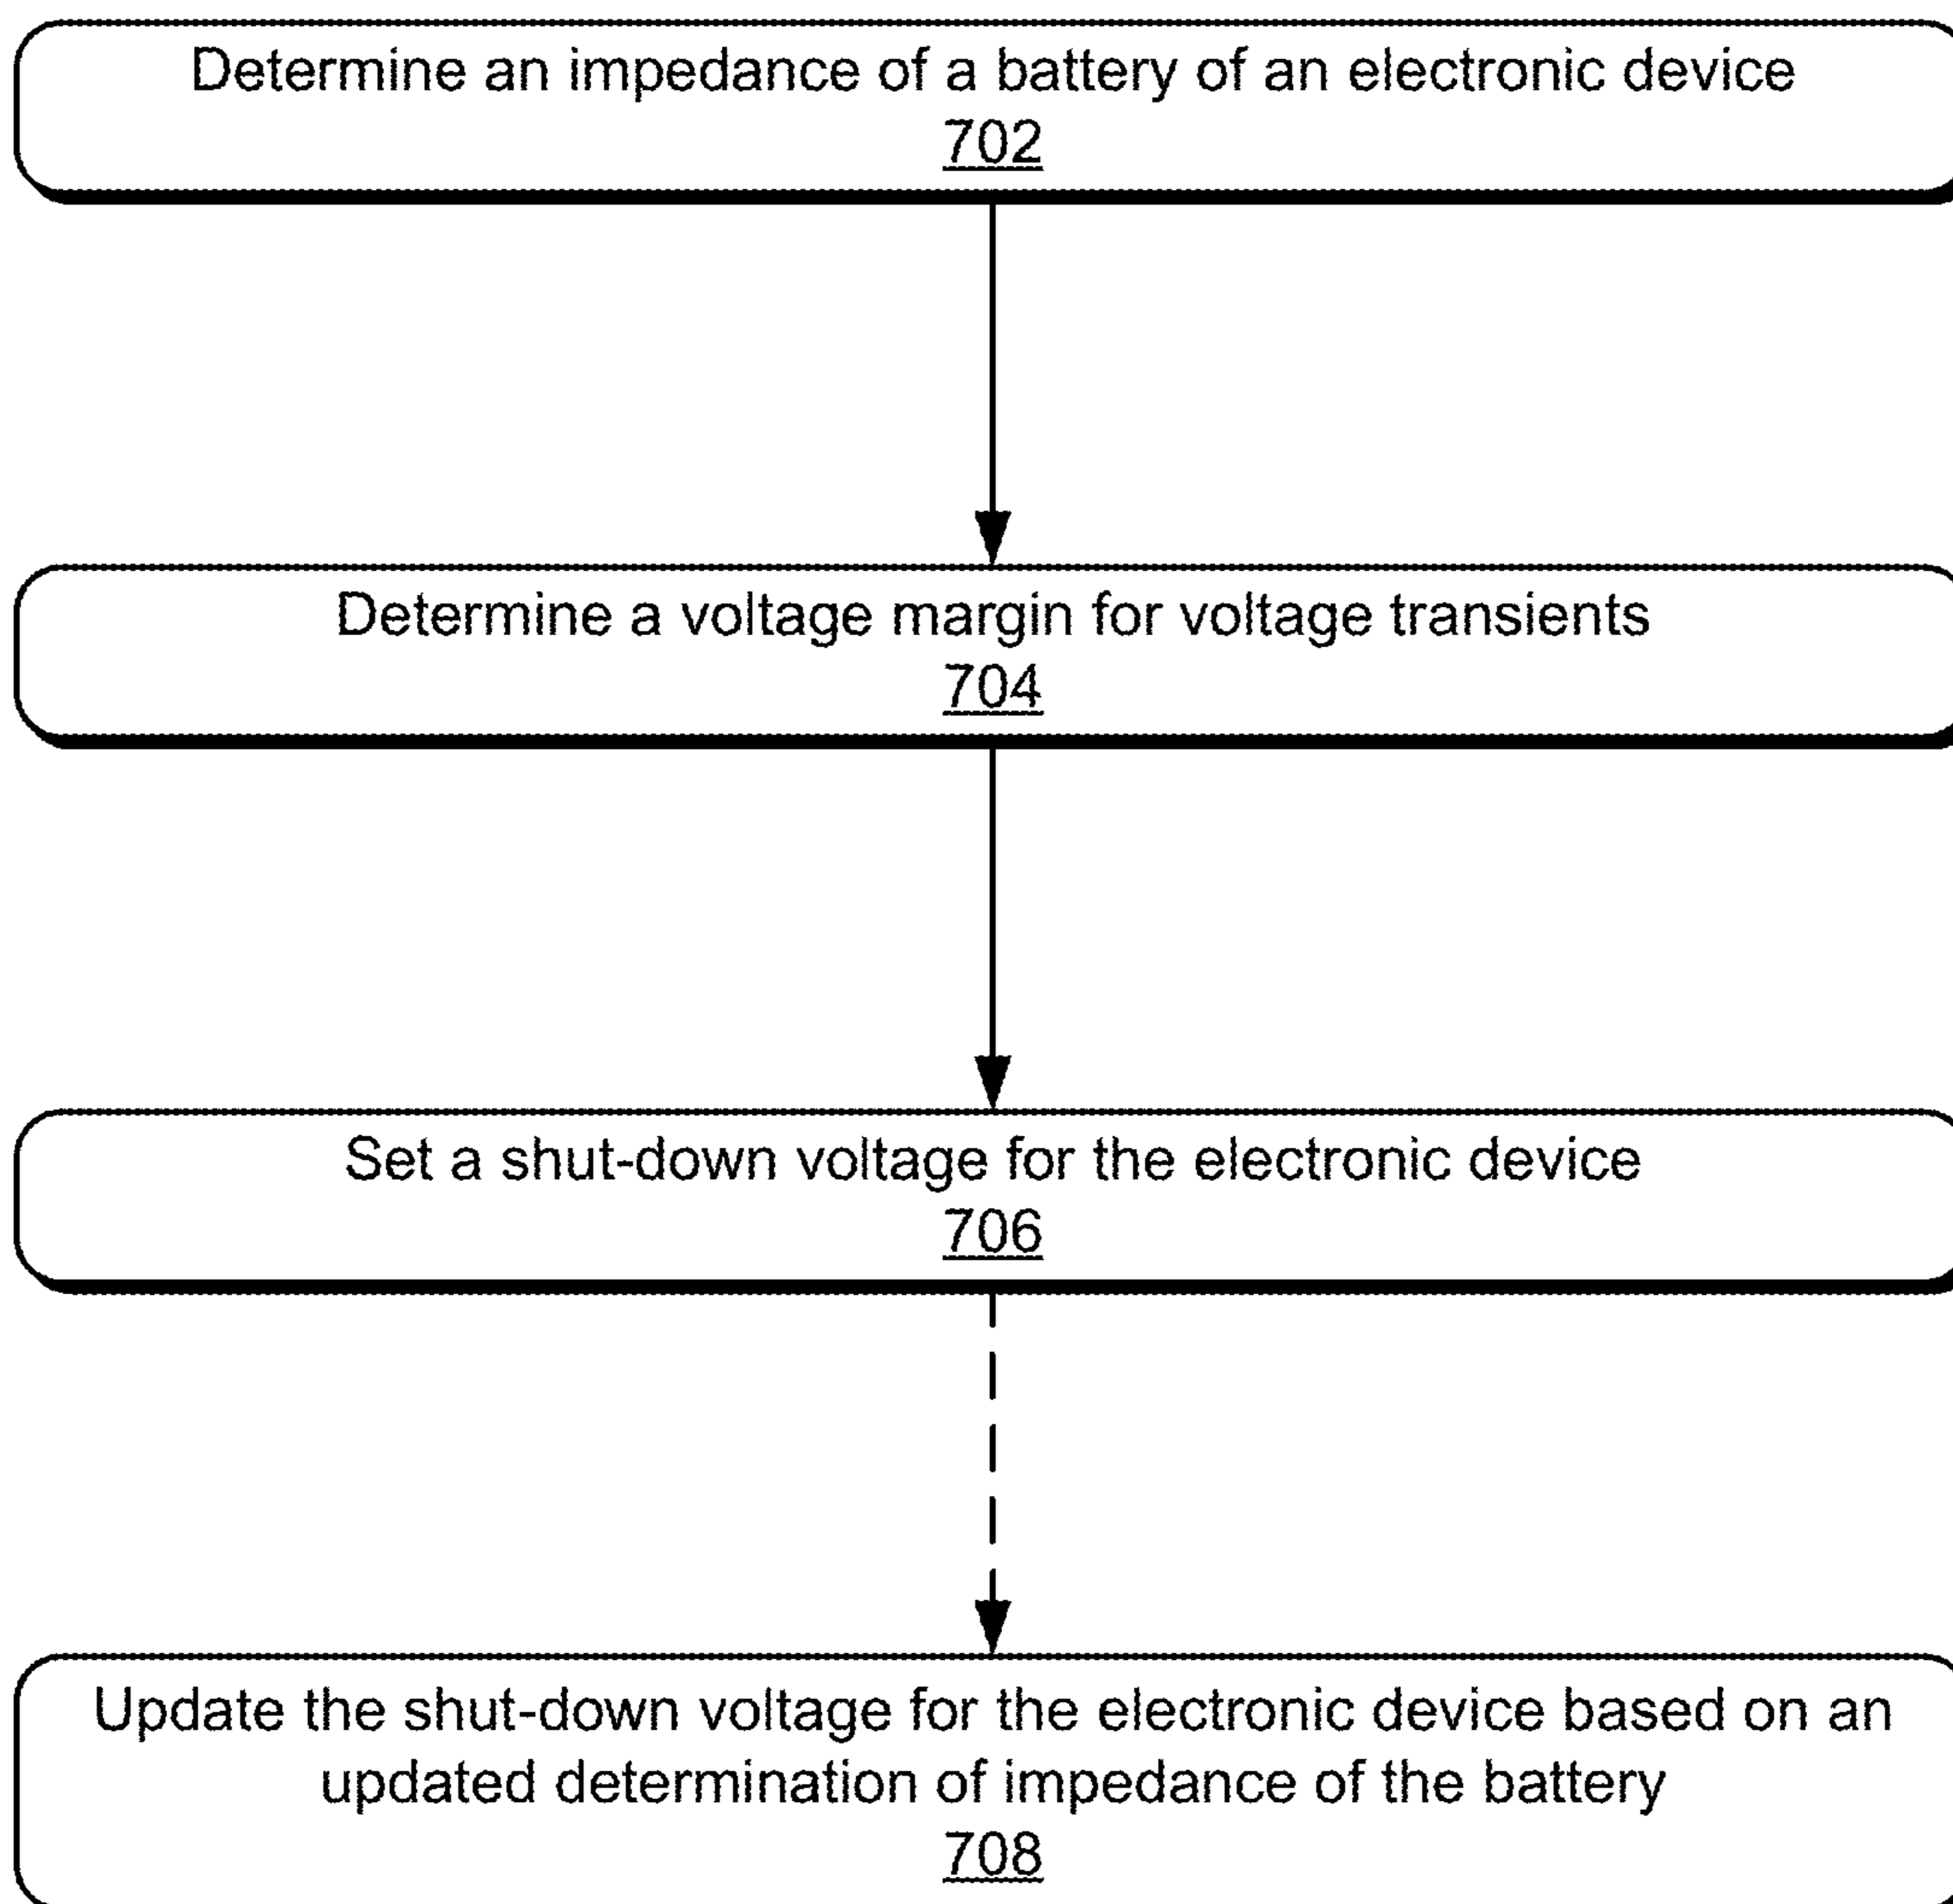 Determine an impedance of a battery of an electronic device
702
Determine a voltage margin for voltage transients
704
Set a shut-down voltage for the electronic device
706
Update the shut-down voltage for the electronic device based on an
updated determination of impedance of the battery
708